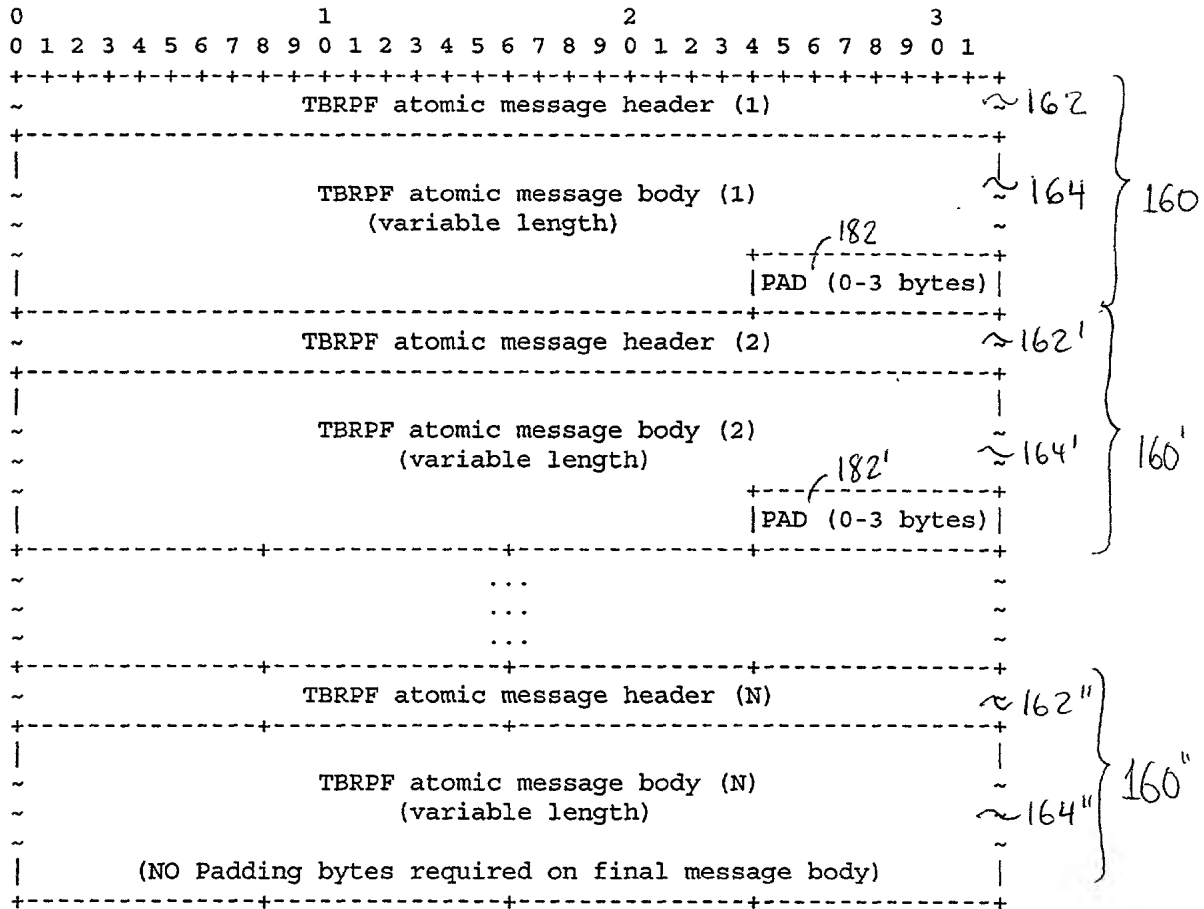 0 1 2 3
0 1 2 3 4 5 6 7 8 9 0 1 2 3 4 5 6 7 8 9 0 1 2 3 4 5 6 7 8 9 0 1
+-+-+-+-+-+-+-+-+-+-+-+-+-+-+-+-+-+-+-+-+-+-+-+-+-+-+-+-+-+-+-+-+
~ TBRPF atomic message header (1) ~ 162
160
TBRPF atomic message body (1) 164
(variable length)
182
PAD (0-3 bytes)
TBRPF atomic message header (2) 162'
160'
TBRPF atomic message body (2)
(variable length) 164'
182'
PAD (0-3 bytes)
...
...
...
TBRPF atomic message header (N) 162"
160"
TBRPF atomic message body (N)
(variable length) 164"
(NO Padding bytes required on final message body)